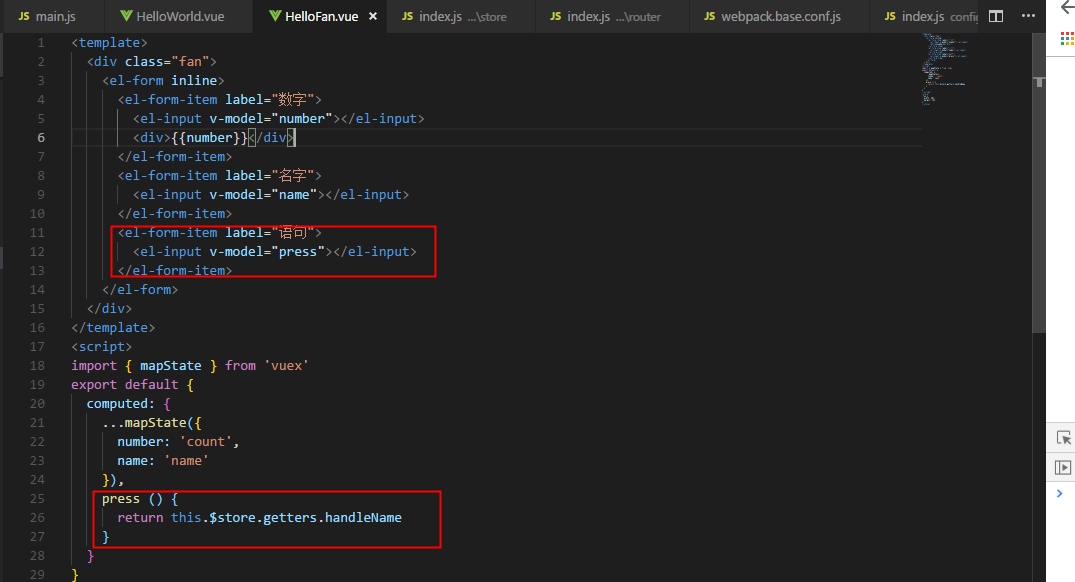 JS main.js HelloWorld.vue HelloFan.vue × JS index.js ...\store JS index.js ...\router JS webpack.base.conf.js JS index.js config ...
1 <template>
2 <div class="fan">
3 <el-form inline>
4 <el-form-item label="数字">
5 <el-input v-model="number"></el-input>
6 <div>{{number}}</div>
7 </el-form-item>
8 <el-form-item label="名字">
9 <el-input v-model="name"></el-input>
10 </el-form-item>
11 <el-form-item label="语句">
12 <el-input v-model="press"></el-input>
13 </el-form-item>
14 </el-form>
15 </div>
16 </template>
17 <script>
18 import { mapState } from 'vuex'
19 export default {
20 computed: {
21 ...mapState({
22 number: 'count',
23 name: 'name'
24 }),
25 press () {
26 return this.$store.getters.handleName
27 }
28 }
29 }